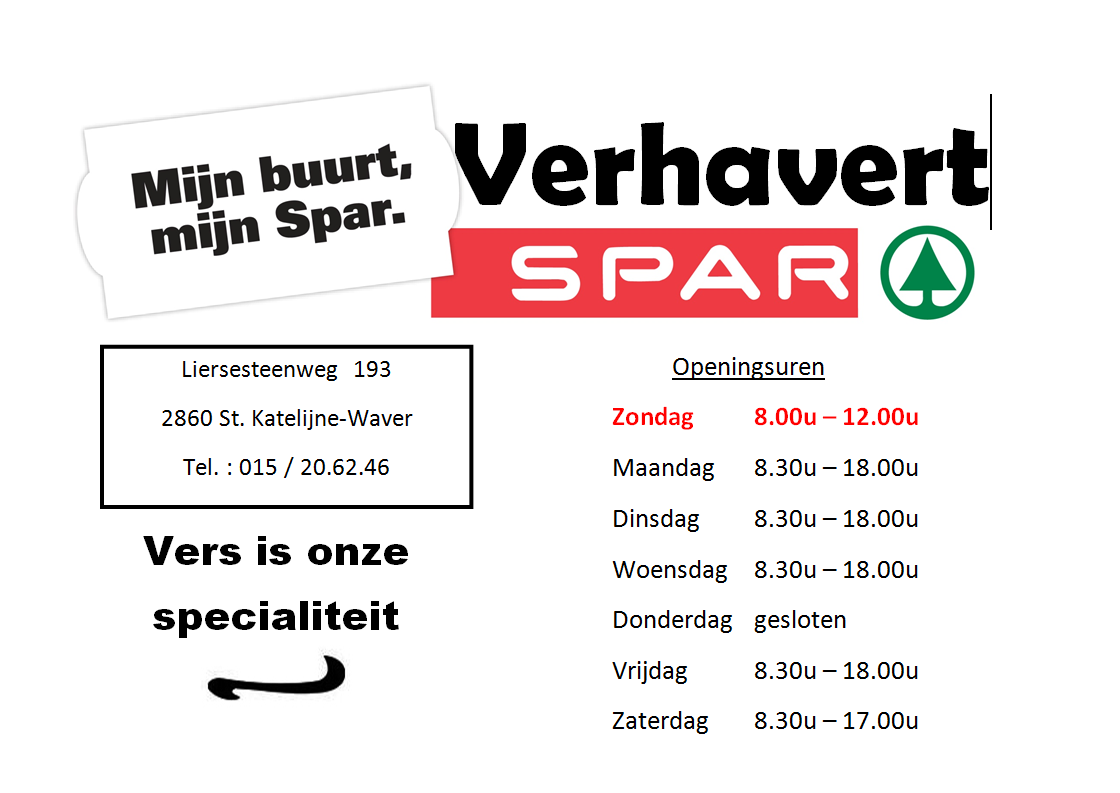 Mijn buurt,
mijn Spar.
Verhavert
SPAR
Liersesteenweg 193
2860 St. Katelijne-Waver
Tel. : 015 / 20.62.46
Vers is onze
specialiteit
Openingsuren
Zondag 8.00u – 12.00u
Maandag 8.30u – 18.00u
Dinsdag 8.30u – 18.00u
Woensdag 8.30u – 18.00u
Donderdag gesloten
Vrijdag 8.30u – 18.00u
Zaterdag 8.30u – 17.00u